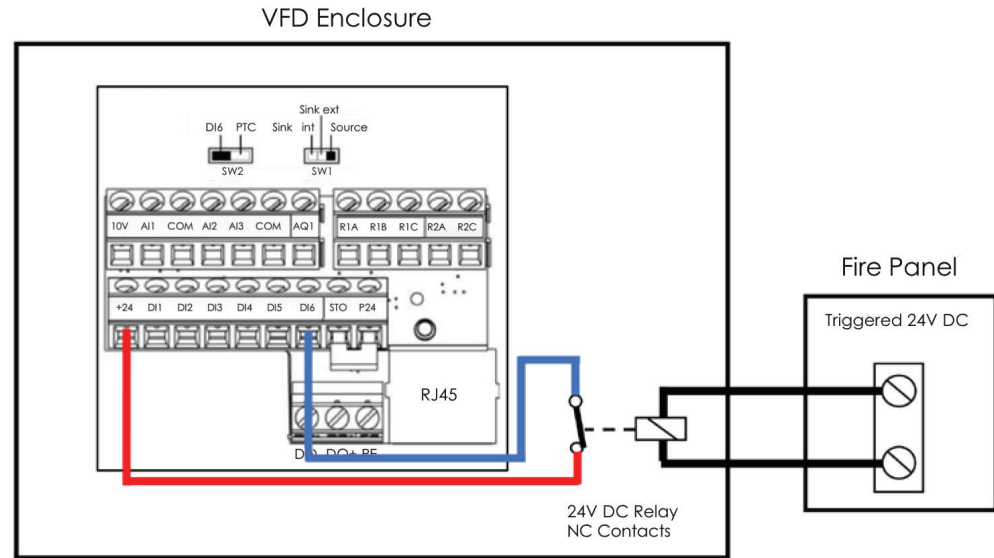 VFD Enclosure
Sink ext
DI6 PTC Sink int Source
SW2 SW1
10V AI1 COM AI2 AI3 COM AQ1 R1A R1B R1C R2A R2C
+24 DI1 DI2 DI3 DI4 DI5 DI6 STO P24
RJ45
DQ+
24V DC Relay
NC Contacts
Fire Panel
Triggered 24V DC